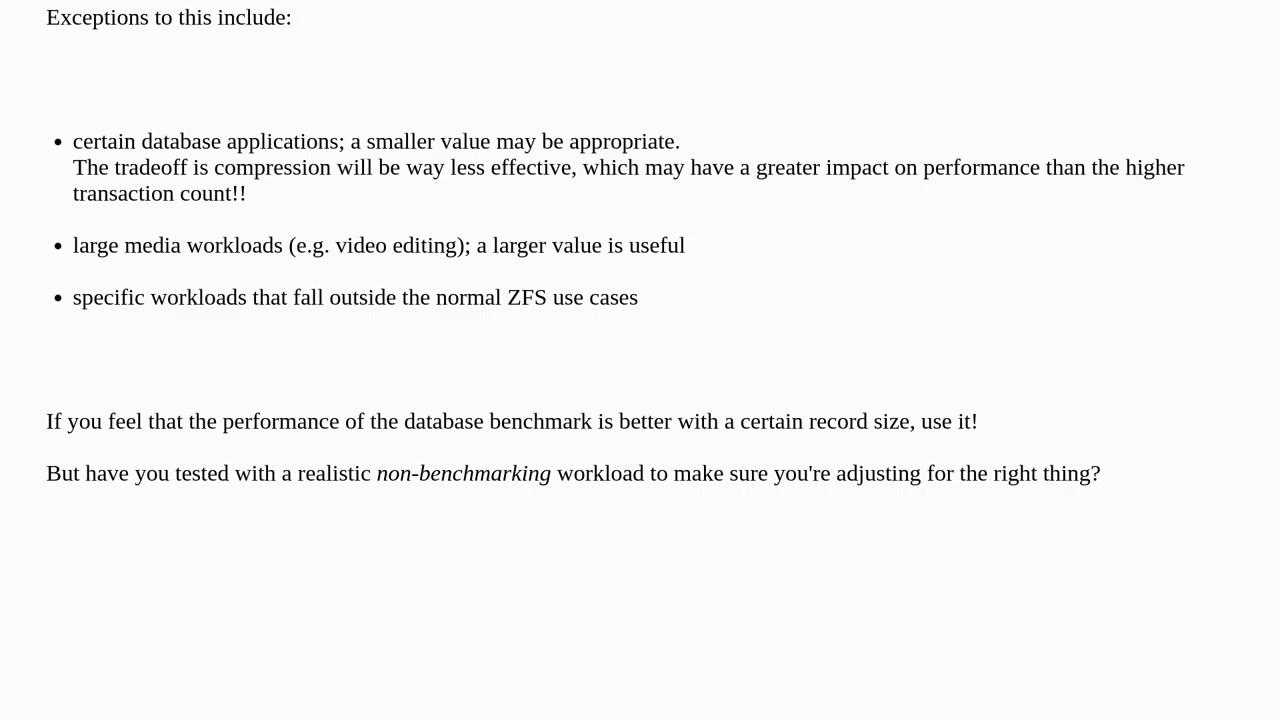 Exceptions to this include:
• certain database applications; a smaller value may be appropriate.
The tradeoff is compression will be way less effective, which may have a greater impact on performance than the higher
transaction count!!
• large media workloads (e.g. video editing); a larger value is useful
• specific workloads that fall outside the normal ZFS use cases
If you feel that the performance of the database benchmark is better with a certain record size, use it!
But have you tested with a realistic non-benchmarking workload to make sure you're adjusting for the right thing?